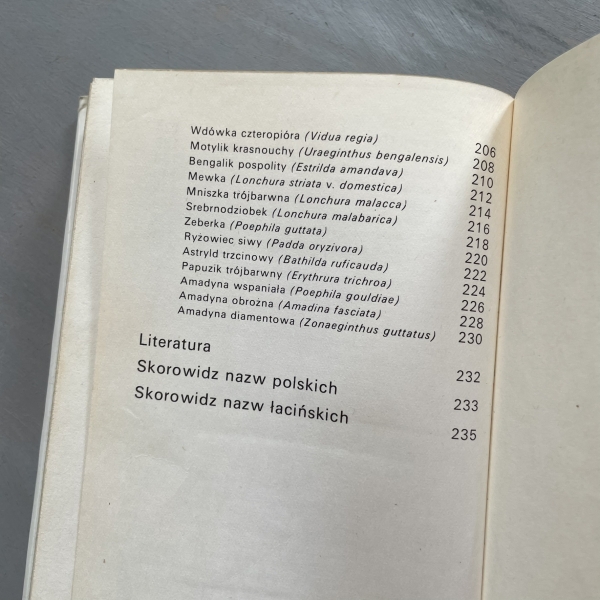 Wdówka czteropióra (Vidua regia) 206
Motylik krasnouchy (Uraeginthus bengalensis) 208
Bengalik pospolity (Estrilda amandava) 210
Mewka (Lonchura striata v. domestica) 212
Mniszka trójbarwna (Lonchura malacca) 214
Srebrnodziobek (Lonchura malabarica) 216
Zeberka (Poephila guttata) 218
Ryżowiec siwy (Padda oryzivora) 220
Astryld trzcinowy (Bathilda ruficauda) 222
Papuzik trójbarwny (Erythrura trichroa) 224
Amadyna wspaniała (Poephila gouldiae) 226
Amadyna obrożna (Amadina fasciata) 228
Amadyna diamentowa (Zonaeginthus guttatus) 230
Literatura 232
Skorowidz nazw polskich 233
Skorowidz nazw łacińskich 235